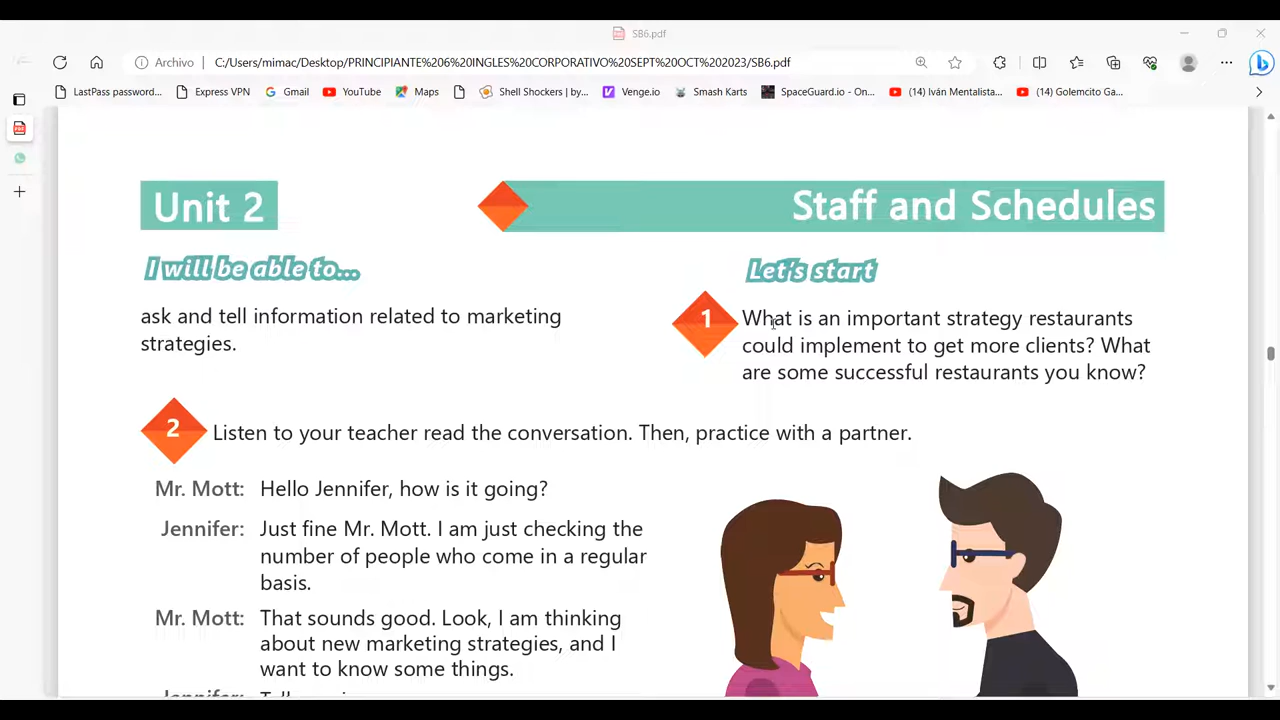 SB6.pdf
Archivo C:/Users/mimac/Desktop/PRINCIPIANTE%206%20INGLES%20CORPORATIVO%20SEPT%20OCT%202023/SB6.pdf
LastPass password... Express VPN Gmail YouTube Maps Shell Shockers | by... Venge.io Smash Karts SpaceGuard.io - On... (14) Iván Mentalista... (14) Golemcito Ga...
Unit 2
Staff and Schedules
I will be able to...
ask and tell information related to marketing
strategies.
Let's start
1
What is an important strategy restaurants
could implement to get more clients? What
are some successful restaurants you know?
2
Listen to your teacher read the conversation. Then, practice with a partner.
Mr. Mott: Hello Jennifer, how is it going?
Jennifer: Just fine Mr. Mott. I am just checking the
number of people who come in a regular
basis.
Mr. Mott: That sounds good. Look, I am thinking
about new marketing strategies, and I
want to know some things.
Jennifer: